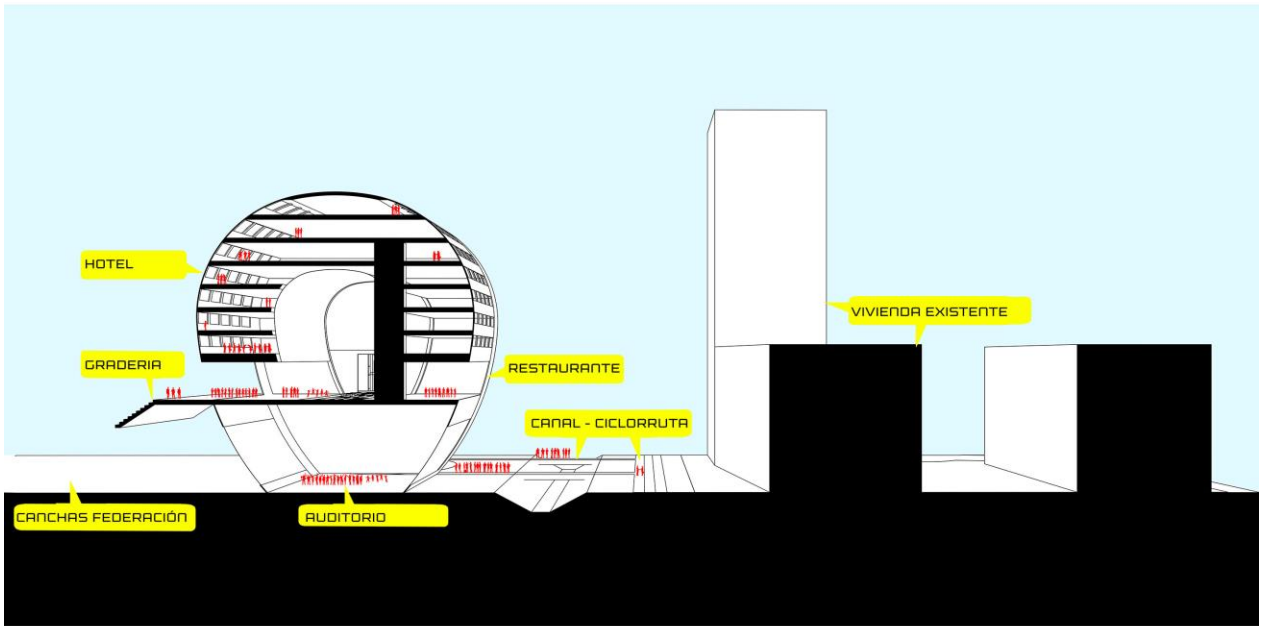 HOTEL
VIVIENDA EXISTENTE
GRADERIA
RESTAURANTE
CANAL - CICLORRUTA
CANCHAS FEDERACIÓN
AUDITORIO